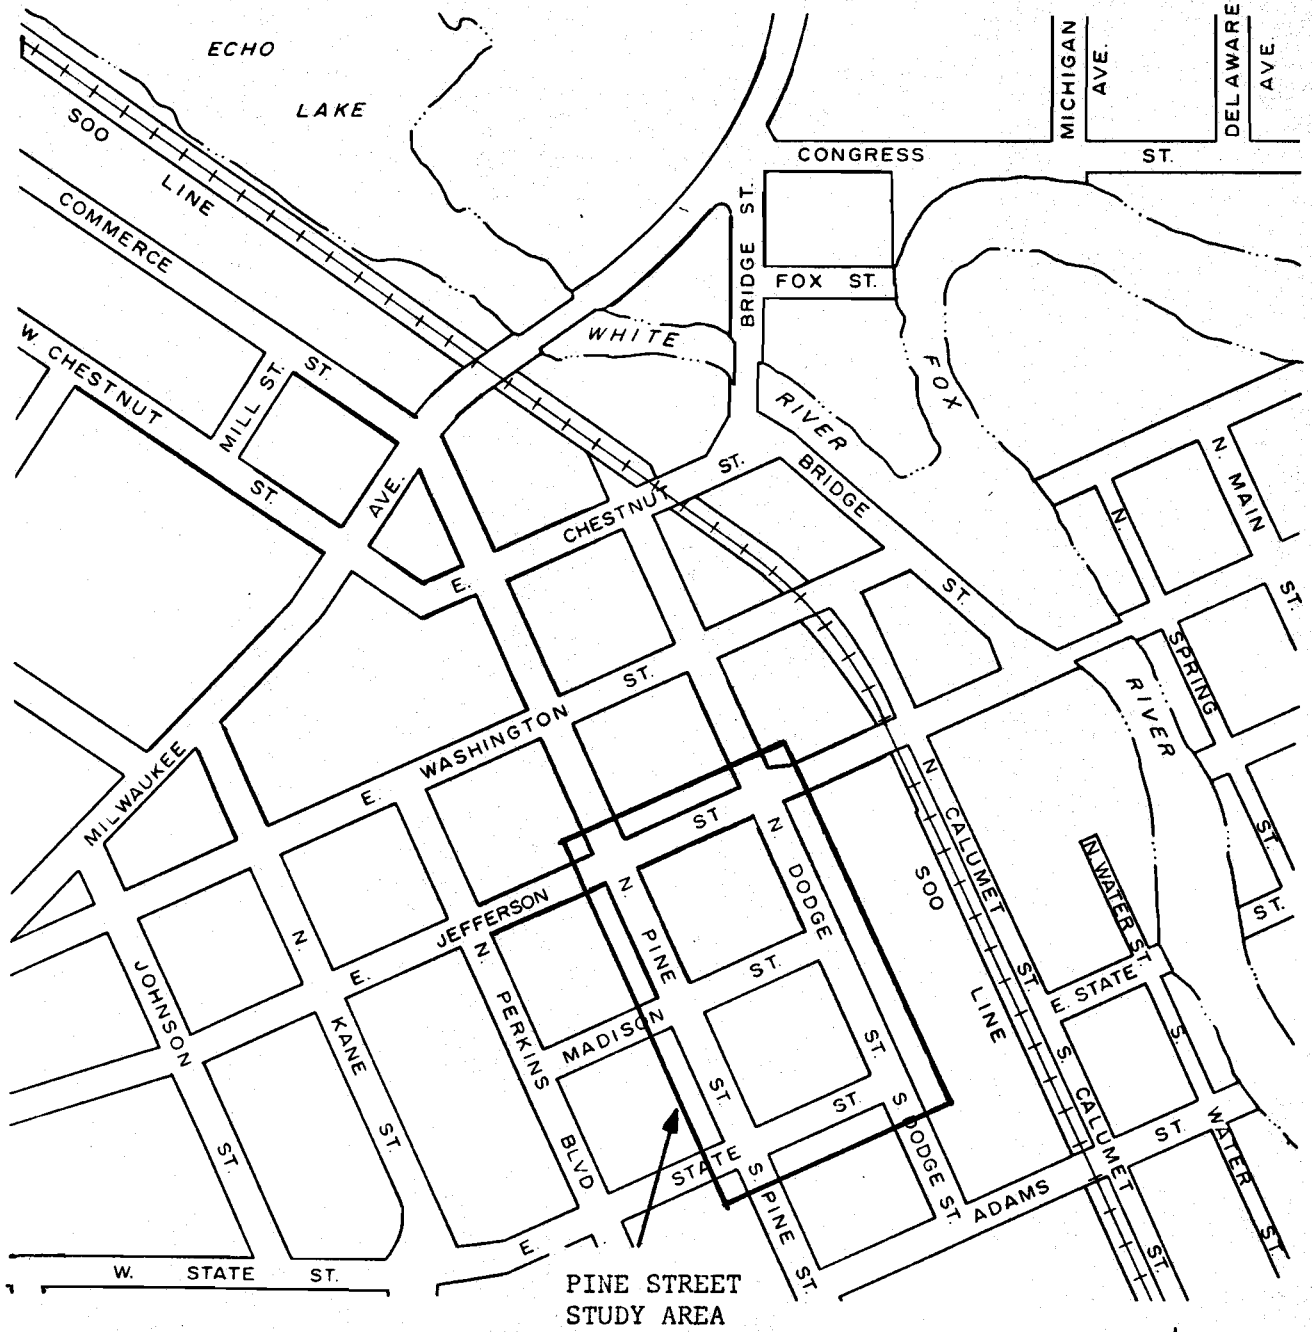 ECHO
LAKE
SOO
LINE
COMMERCE
ST.
W. CHESTNUT
ST.
MILL ST.
MICHIGAN
AVE.
DELAWARE
AVE.
CONGRESS
ST.
BRIDGE ST.
FOX ST.
WHITE
RIVER
FOX
RIVER
BRIDGE
ST.
AVE.
E.
CHESTNUT
ST.
N. MAIN
ST.
N.
SPRING
ST.
MILWAUKEE
E.
WASHINGTON
ST.
E.
JEFFERSON
ST
ST.
N.
DODGE
ST.
N.
PINE
ST.
N.
CALUMET
ST.
SOO
LINE
N. WATER ST.
E. STATE
S.
WATER
ST.
N.
KANE
ST.
JOHNSON
ST.
N.
PERKINS
BLVD
MADISON
ST.
E.
STATE
ST.
S
PINE
ST.
S
DODGE ST.
S.
CALUMET
ST.
ADAMS
ST.
W. STATE ST.
PINE STREET
STUDY AREA